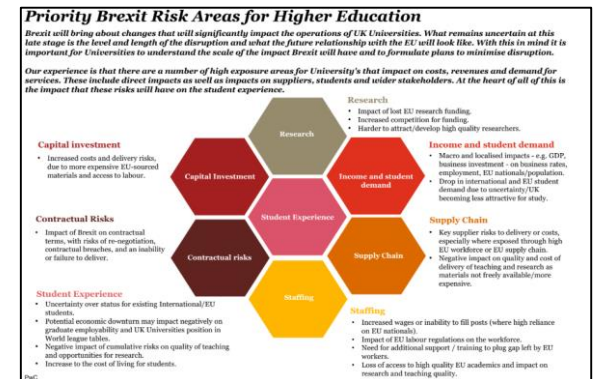 Priority Brexit Risk Areas for Higher Education
Brexit will bring about changes that will significantly impact the operations of UK Universities. What remains uncertain at this
late stage is the level and length of the disruption and what the future relationship with the EU will look like. With this in mind it is
important for Universities to understand the scale of the impact Brexit will have and to formulate plans to minimise disruption.
Our experience is that there are a number of high exposure areas for University's that impact on costs, revenues and demand for
services. These include direct impacts as well as impacts on suppliers, students and wider stakeholders. At the heart of all of this is
the impact that these risks will have on the student experience.
Research
• Impact of lost EU research funding.
• Increased competition for funding.
• Harder to attract/develop high quality researchers.
Capital investment
• Increased costs and delivery risks,
due to more expensive EU-sourced
materials and access to labour.
Income and student demand
• Macro and localised impacts - e.g. GDP,
business investment - on business rates,
employment, EU nationals/population.
• Drop in international and EU student
demand due to uncertainty/UK
becoming less attractive for study.
Research
Capital Investment
Income and student
demand
Student Experience
Contractual risks
Supply Chain
Staffing
Contractual Risks
• Impact of Brexit on contractual
terms, with risks of re-negotiation,
contractual breaches, and an inability
or failure to deliver.
Supply Chain
• Key supplier risks to delivery or costs,
especially where exposed through high
EU workforce or EU supply chain.
• Negative impact on quality and cost of
delivery of teaching and research as
materials not freely available/more
expensive.
Student Experience
• Uncertainty over status for existing International/EU
students.
• Potential economic downturn may impact negatively on
graduate employability and UK Universities position in
World league tables.
• Negative impact of cumulative risks on quality of teaching
and opportunities for research.
• Increase to the cost of living for students.
Staffing
• Increased wages or inability to fill posts (where high reliance
on EU nationals).
• Impact of EU labour regulations on the workforce.
• Need for additional support / training to plug gap left by EU
workers.
• Loss of access to high quality EU academics and impact on
research and teaching quality.
PwC